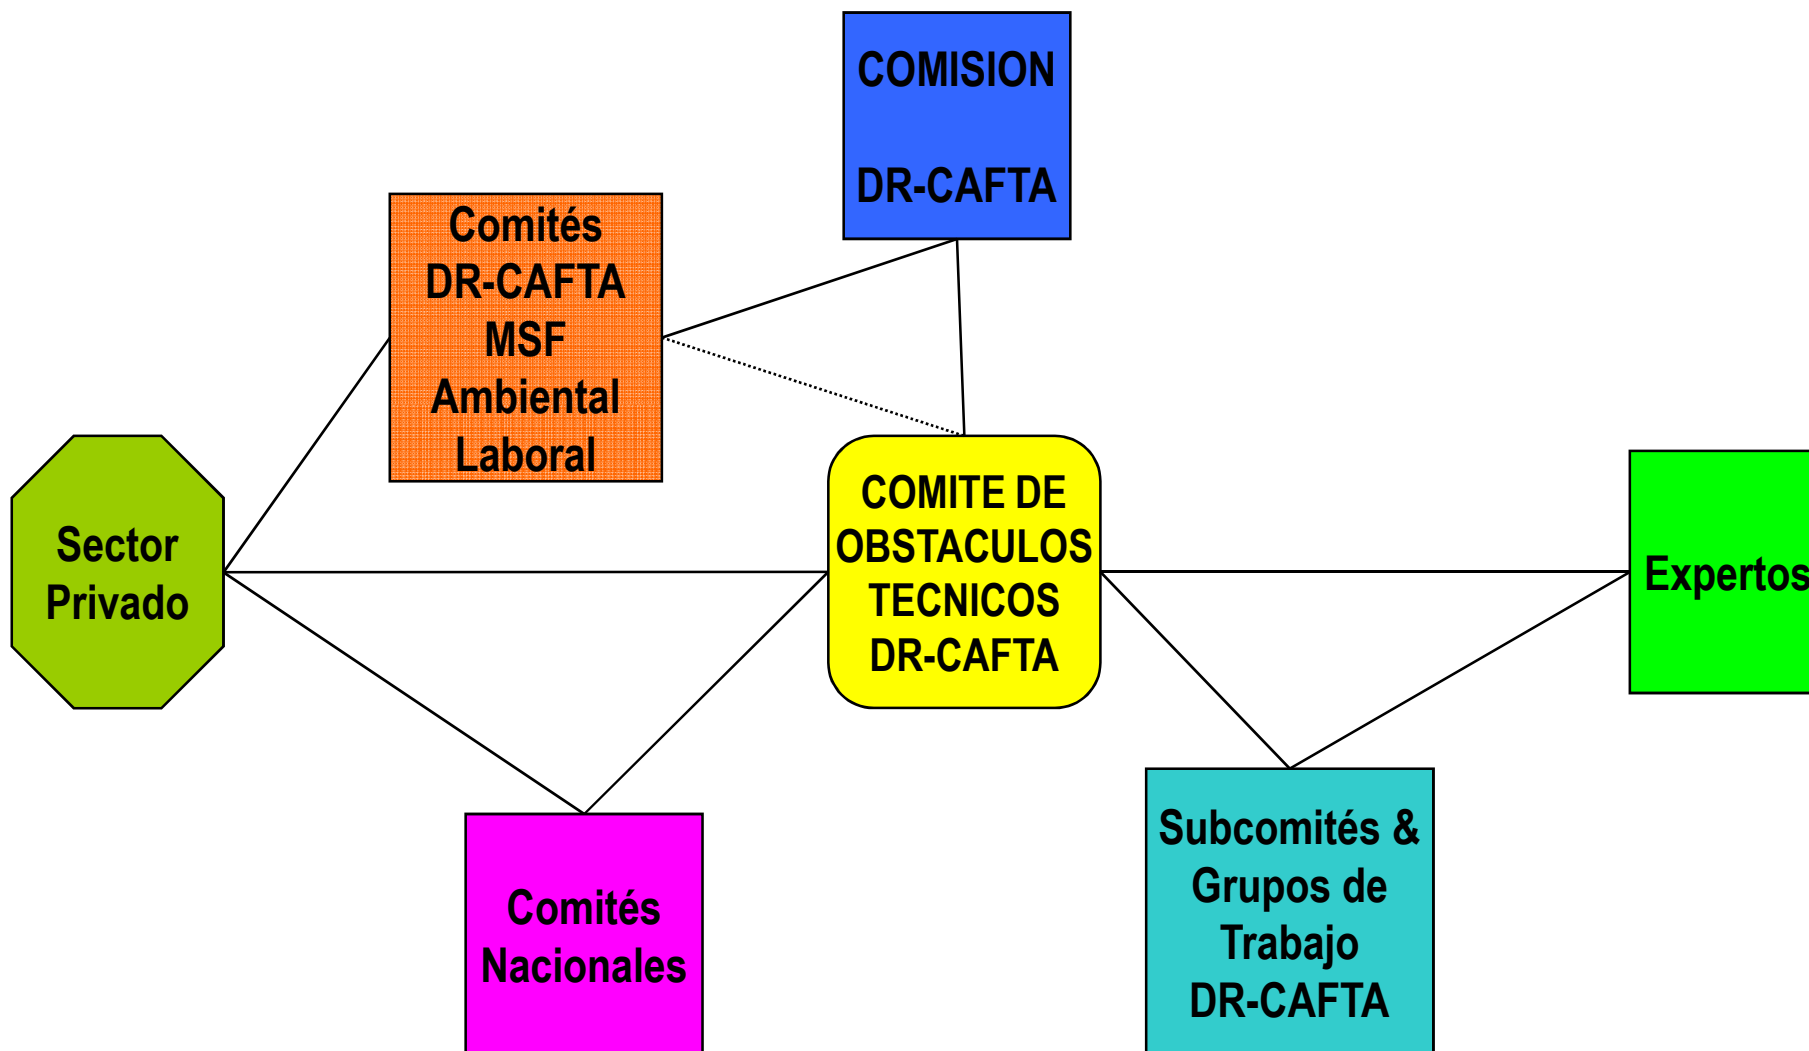 COMISION
DR-CAFTA
Comités
DR-CAFTA
MSF
Ambiental
Laboral
Sector
Privado
COMITE DE
OBSTACULOS
TECNICOS
DR-CAFTA
Expertos
Comités
Nacionales
Subcomités &
Grupos de
Trabajo
DR-CAFTA